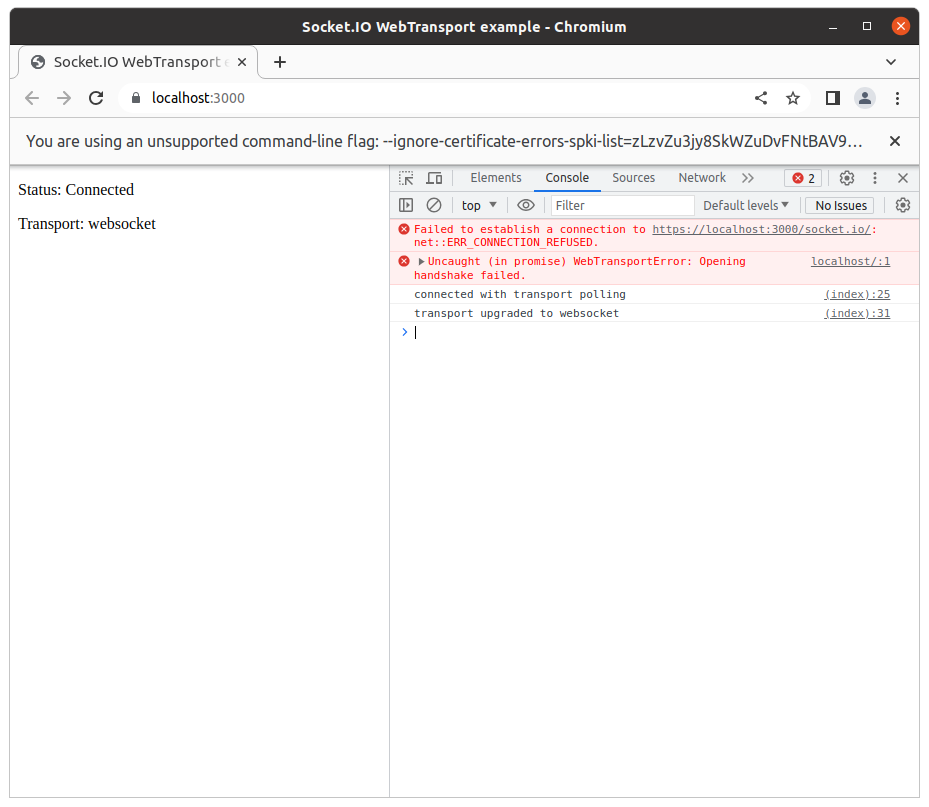 Socket.IO WebTransport example - Chromium
Socket.IO WebTransport e
localhost:3000
You are using an unsupported command-line flag: --ignore-certificate-errors-spki-list=zLzvZu3jy8SkWZuDvFNtBAV9...
Status: Connected
Transport: websocket
Elements Console Sources Network 2
top Filter Default levels No Issues
Failed to establish a connection to https://localhost:3000/socket.io/:
net::ERR_CONNECTION_REFUSED.
Uncaught (in promise) WebTransportError: Opening localhost/:1
handshake failed.
connected with transport polling (index):25
transport upgraded to websocket (index):31